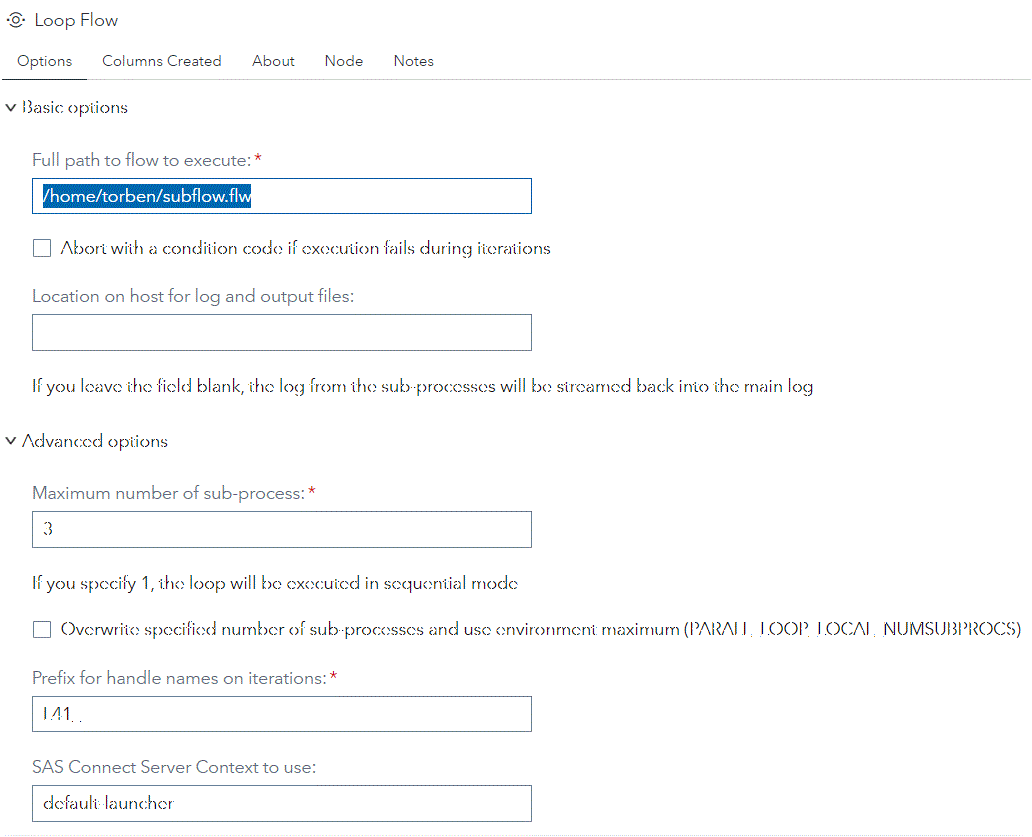 Loop Flow
Options Columns Created About Node Notes
Basic options
Full path to flow to execute:*
/home/torben/subflow.flw
Abort with a condition code if execution fails during iterations
Location on host for log and output files:
If you leave the field blank, the log from the sub-processes will be streamed back into the main log
Advanced options
Maximum number of sub-process:*
3
If you specify 1, the loop will be executed in sequential mode
Overwrite specified number of sub-processes and use environment maximum (PARALL_LOOP_LOCAL_NUMSUBPROCS)
Prefix for handle names on iterations:*
L41_
SAS Connect Server Context to use:
default-launcher